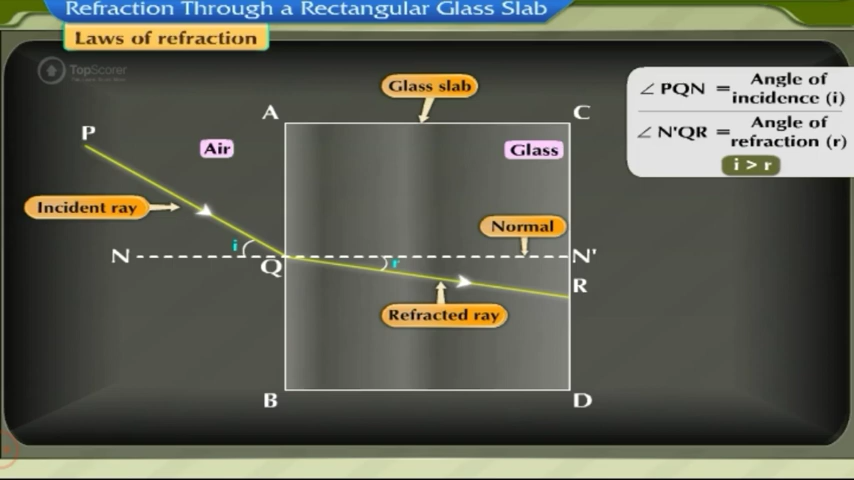 Refraction Through a Rectangular Glass Slab
Laws of refraction
TopScorer
Glass slab
∠ PQN = Angle of incidence (i)
∠ N'QR = Angle of refraction (r)
i > r
A
C
P
Air
Glass
Incident ray
Normal
N
i
Q
r
N'
R
Refracted ray
B
D